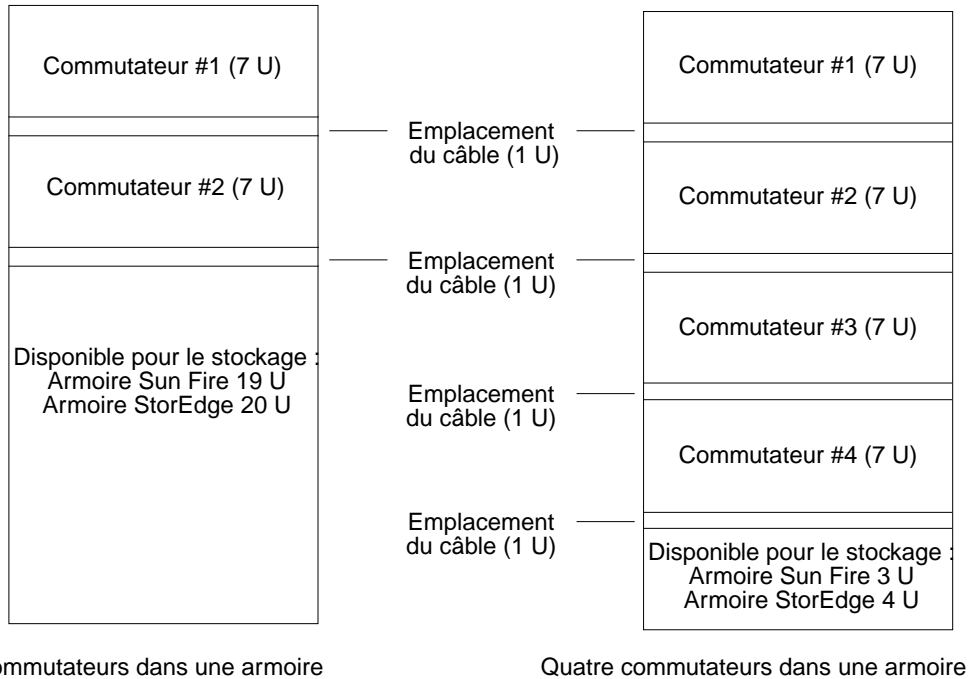 Commutateur #1 (7 U)
Commutateur #2 (7 U)
Disponible pour le stockage :
Armoire Sun Fire 19 U
Armoire StorEdge 20 U
Emplacement
du câble (1 U)
Emplacement
du câble (1 U)
Emplacement
du câble (1 U)
Emplacement
du câble (1 U)
Commutateur #1 (7 U)
Commutateur #2 (7 U)
Commutateur #3 (7 U)
Commutateur #4 (7 U)
Disponible pour le stockage :
Armoire Sun Fire 3 U
Armoire StorEdge 4 U
ommutateurs dans une armoire
Quatre commutateurs dans une armoire